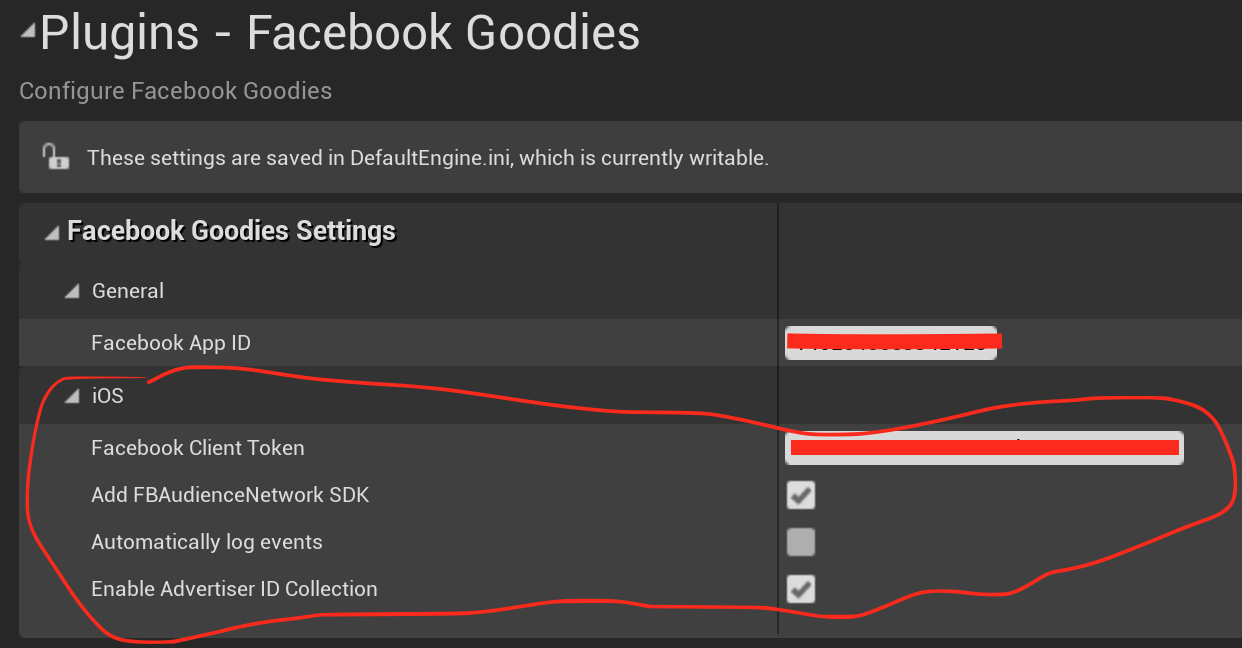 Plugins - Facebook Goodies
Configure Facebook Goodies
These settings are saved in DefaultEngine.ini, which is currently writable.
Facebook Goodies Settings
General
Facebook App ID
iOS
Facebook Client Token
Add FBAudienceNetwork SDK
Automatically log events
Enable Advertiser ID Collection